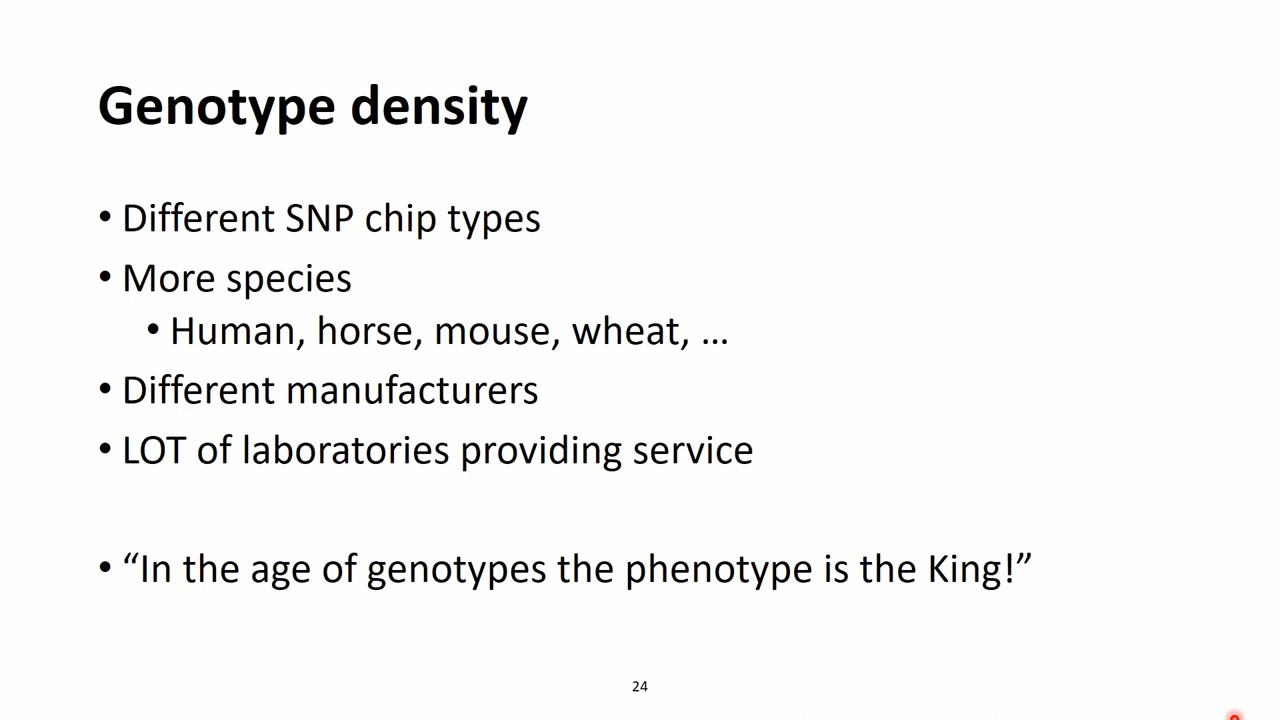 Genotype density
• Different SNP chip types
• More species
• Human, horse, mouse, wheat, ...
• Different manufacturers
• LOT of laboratories providing service
• “In the age of genotypes the phenotype is the King!”
24